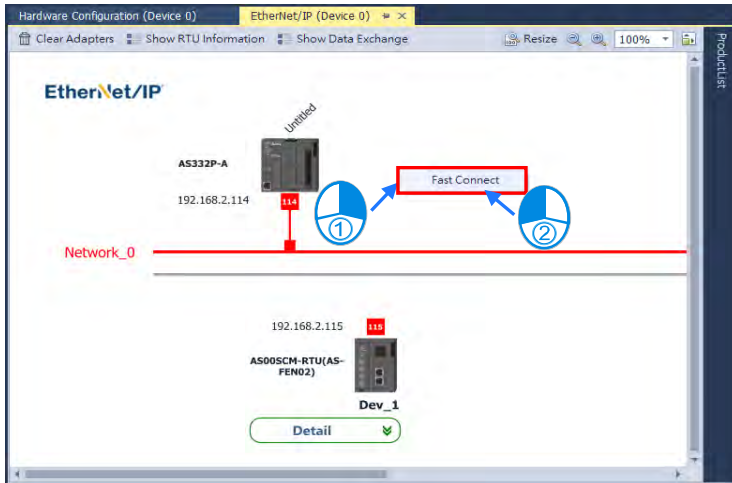 Hardware Configuration (Device 0)
EtherNet/IP (Device 0)
Clear Adapters
Show RTU Information
Show Data Exchange
Resize
100%
ProductList
EtherNet/IP
Untitled
AS332P-A
Fast Connect
192.168.2.114
114
①
②
Network_0
192.168.2.115
115
AS00SCM-RTU(AS-
FEN02)
Dev_1
Detail